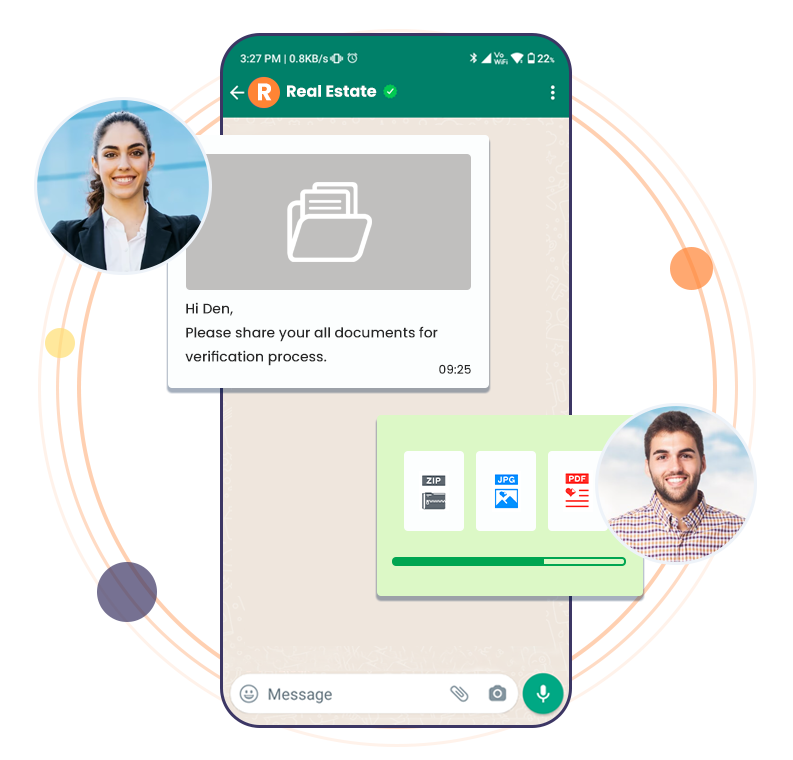 3:27 PM | 0.8KB/s Vo WiFi 22%
R Real Estate
Hi Den,
Please share your all documents for
verification process.
09:25
ZIP JPG PDF
Message